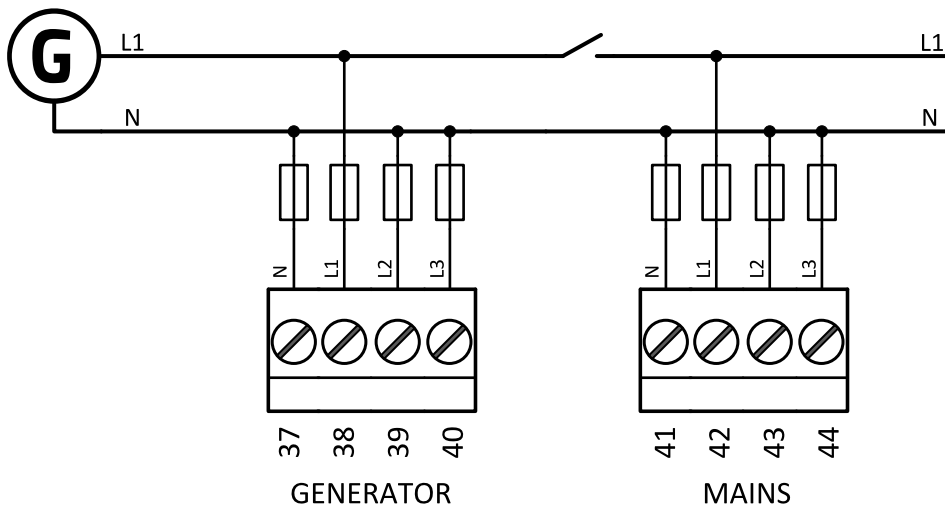 G
L1
L1
N
N
N L1 L2 L3
N L1 L2 L3
37 38 39 40
41 42 43 44
GENERATOR
MAINS